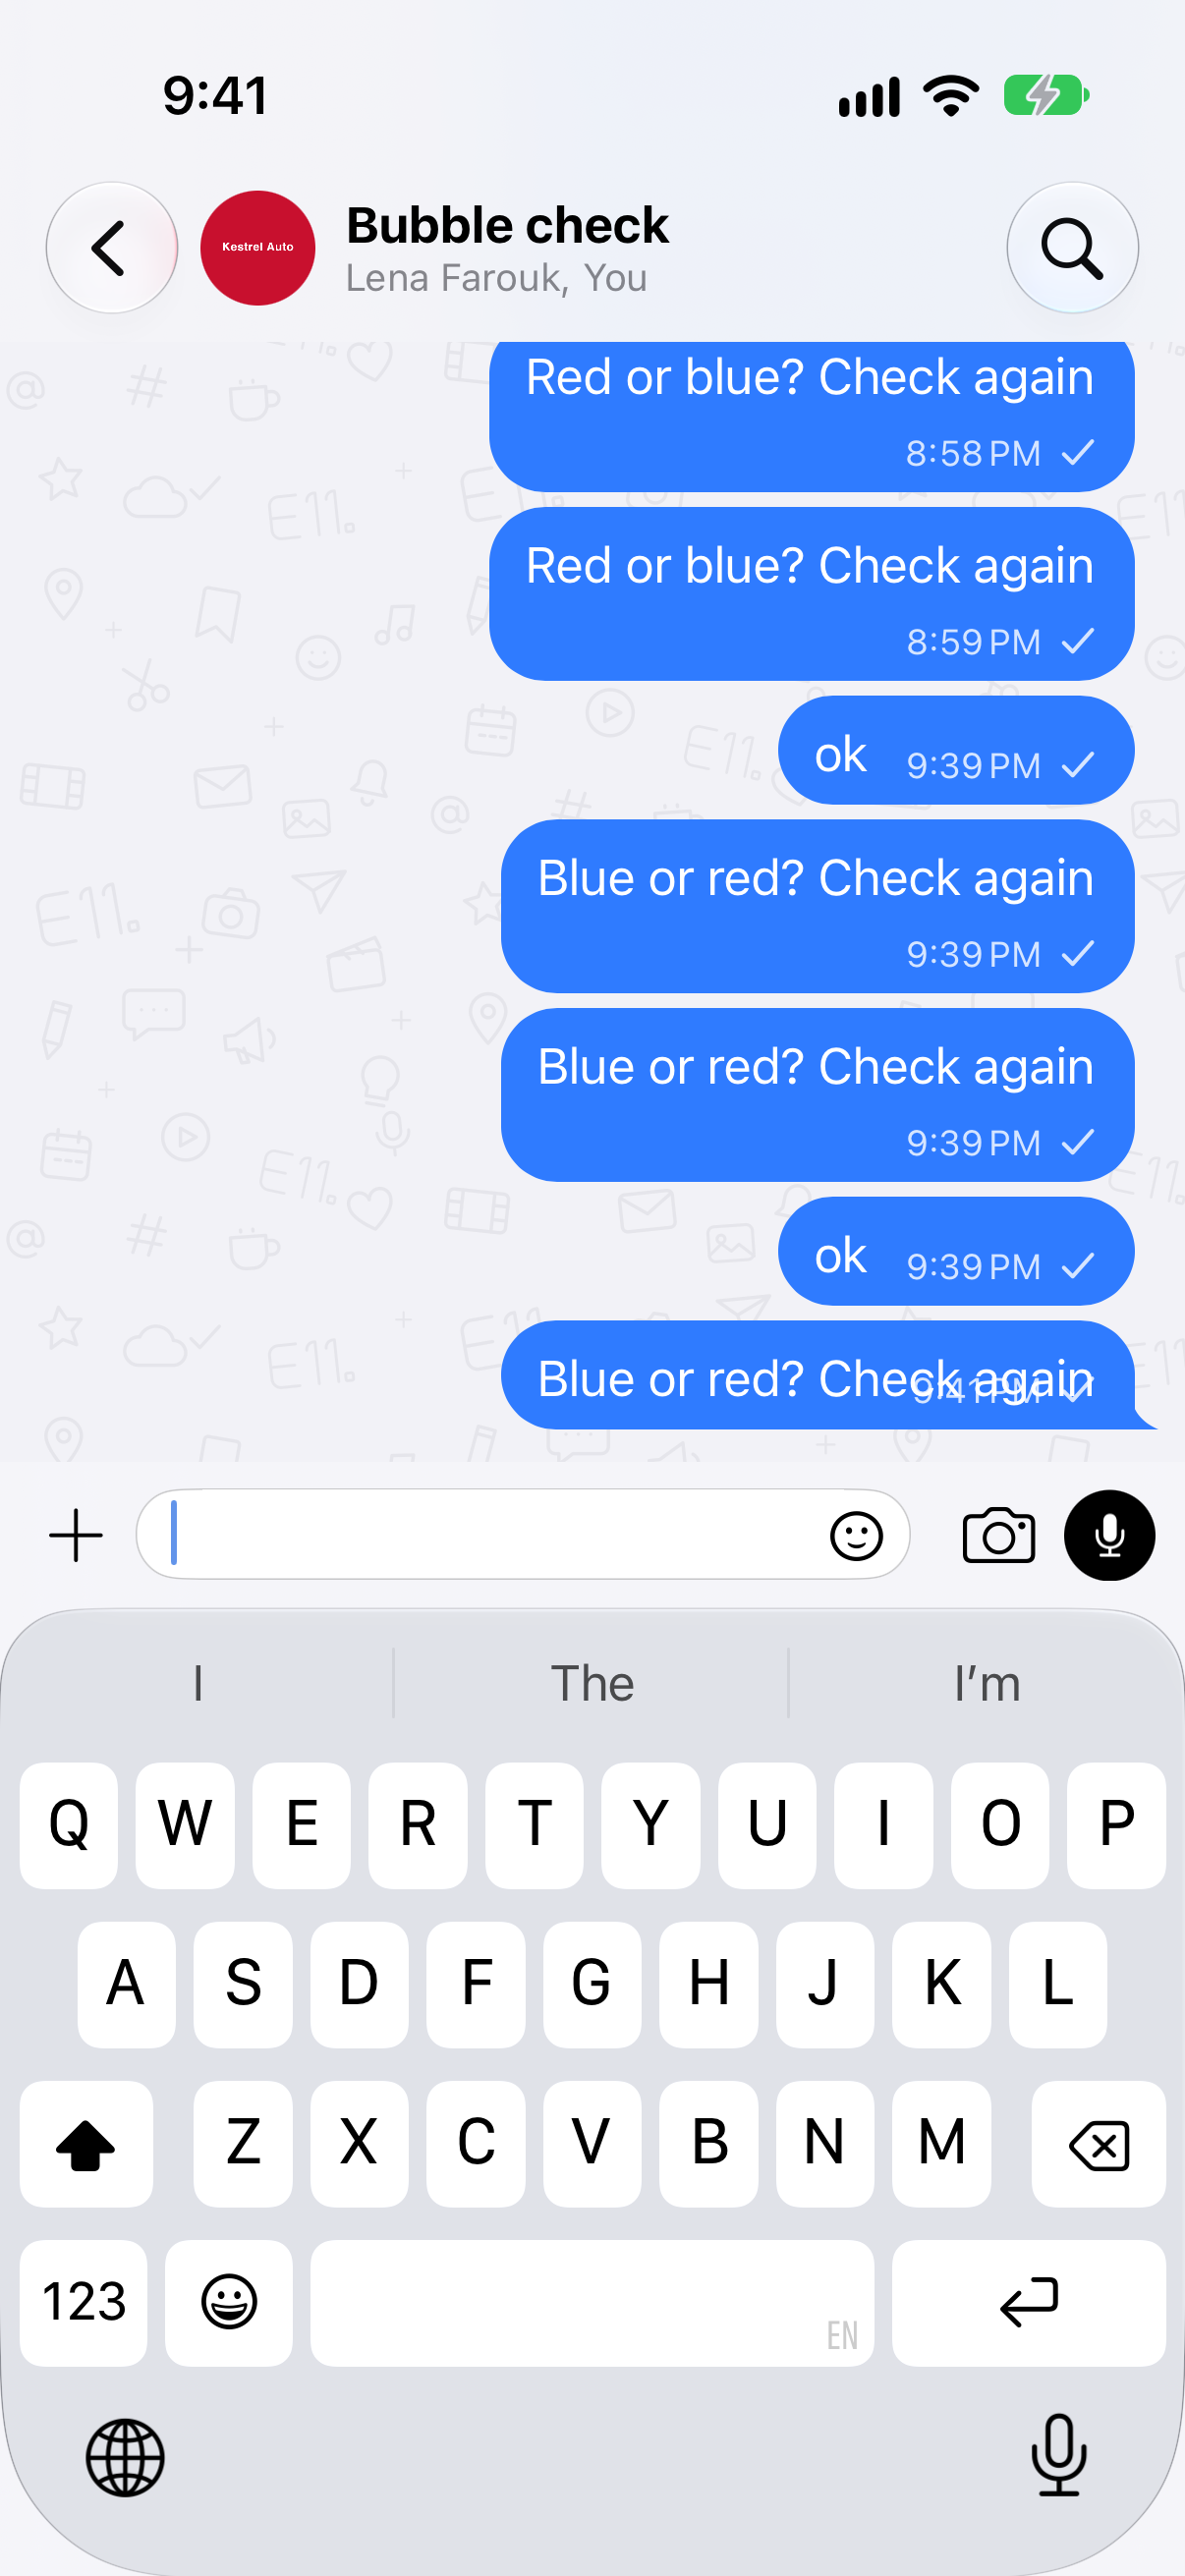 9:41
Kestrel Auto
Bubble check
Lena Farouk, You
Red or blue? Check again
8:58 PM
Red or blue? Check again
8:59 PM
ok 9:39 PM
Blue or red? Check again
9:39 PM
Blue or red? Check again
9:39 PM
ok 9:39 PM
Blue or red? Check again
9:41 PM
I The I’m
Q W E R T Y U I O P
A S D F G H J K L
Z X C V B N M
123
EN